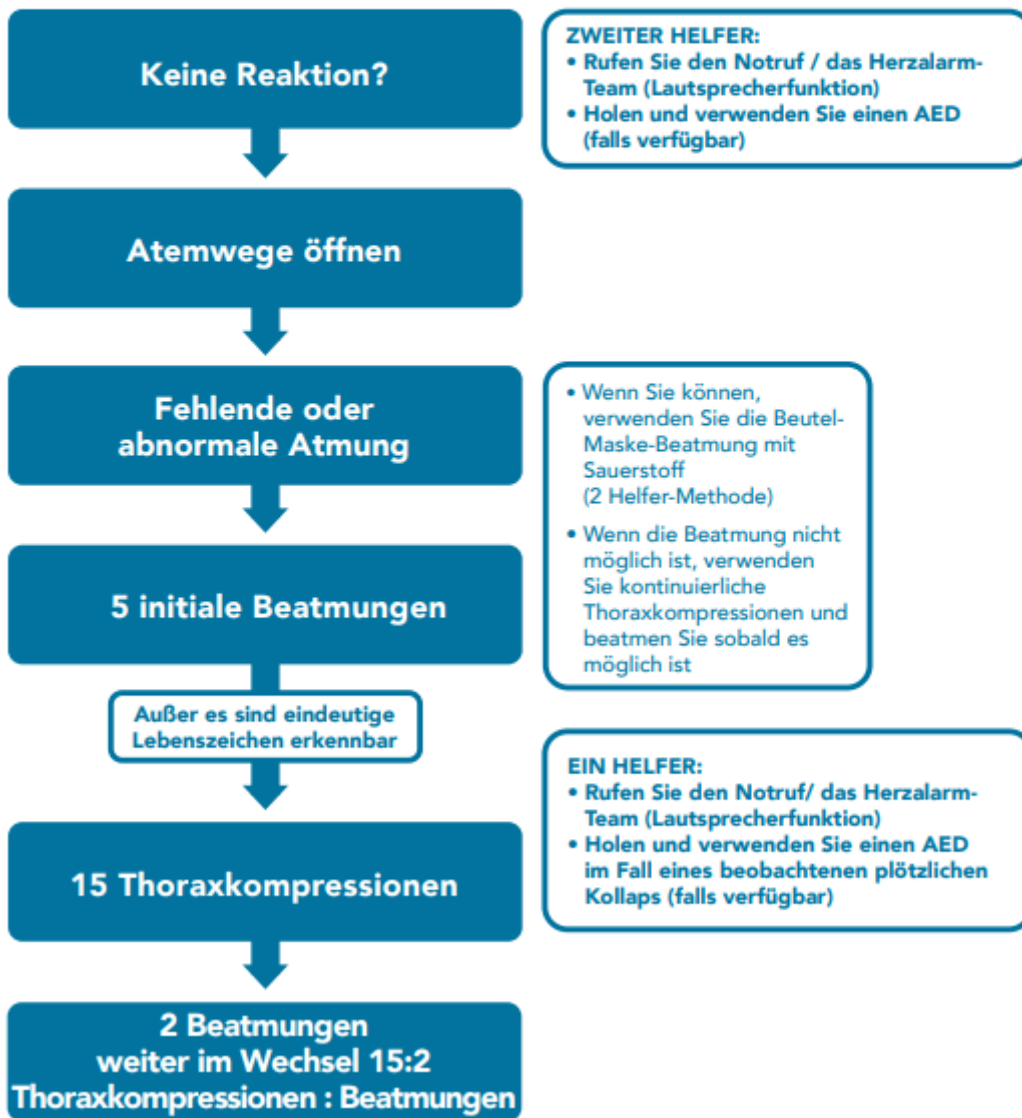 Keine Reaktion?
ZWEITER HELFER:
• Rufen Sie den Notruf / das Herzalarm-
Team (Lautsprecherfunktion)
• Holen und verwenden Sie einen AED
(falls verfügbar)
Atemwege öffnen
Fehlende oder
abnormale Atmung
• Wenn Sie können,
verwenden Sie die Beutel-
Maske-Beatmung mit
Sauerstoff
(2 Helfer-Methode)
• Wenn die Beatmung nicht
möglich ist, verwenden
Sie kontinuierliche
Thoraxkompressionen und
beatmen Sie sobald es
möglich ist
5 initiale Beatmungen
Außer es sind eindeutige
Lebenszeichen erkennbar
EIN HELFER:
• Rufen Sie den Notruf/ das Herzalarm-
Team (Lautsprecherfunktion)
• Holen und verwenden Sie einen AED
im Fall eines beobachtenen plötzlichen
Kollaps (falls verfügbar)
15 Thoraxkompressionen
2 Beatmungen
weiter im Wechsel 15:2
Thoraxkompressionen : Beatmungen